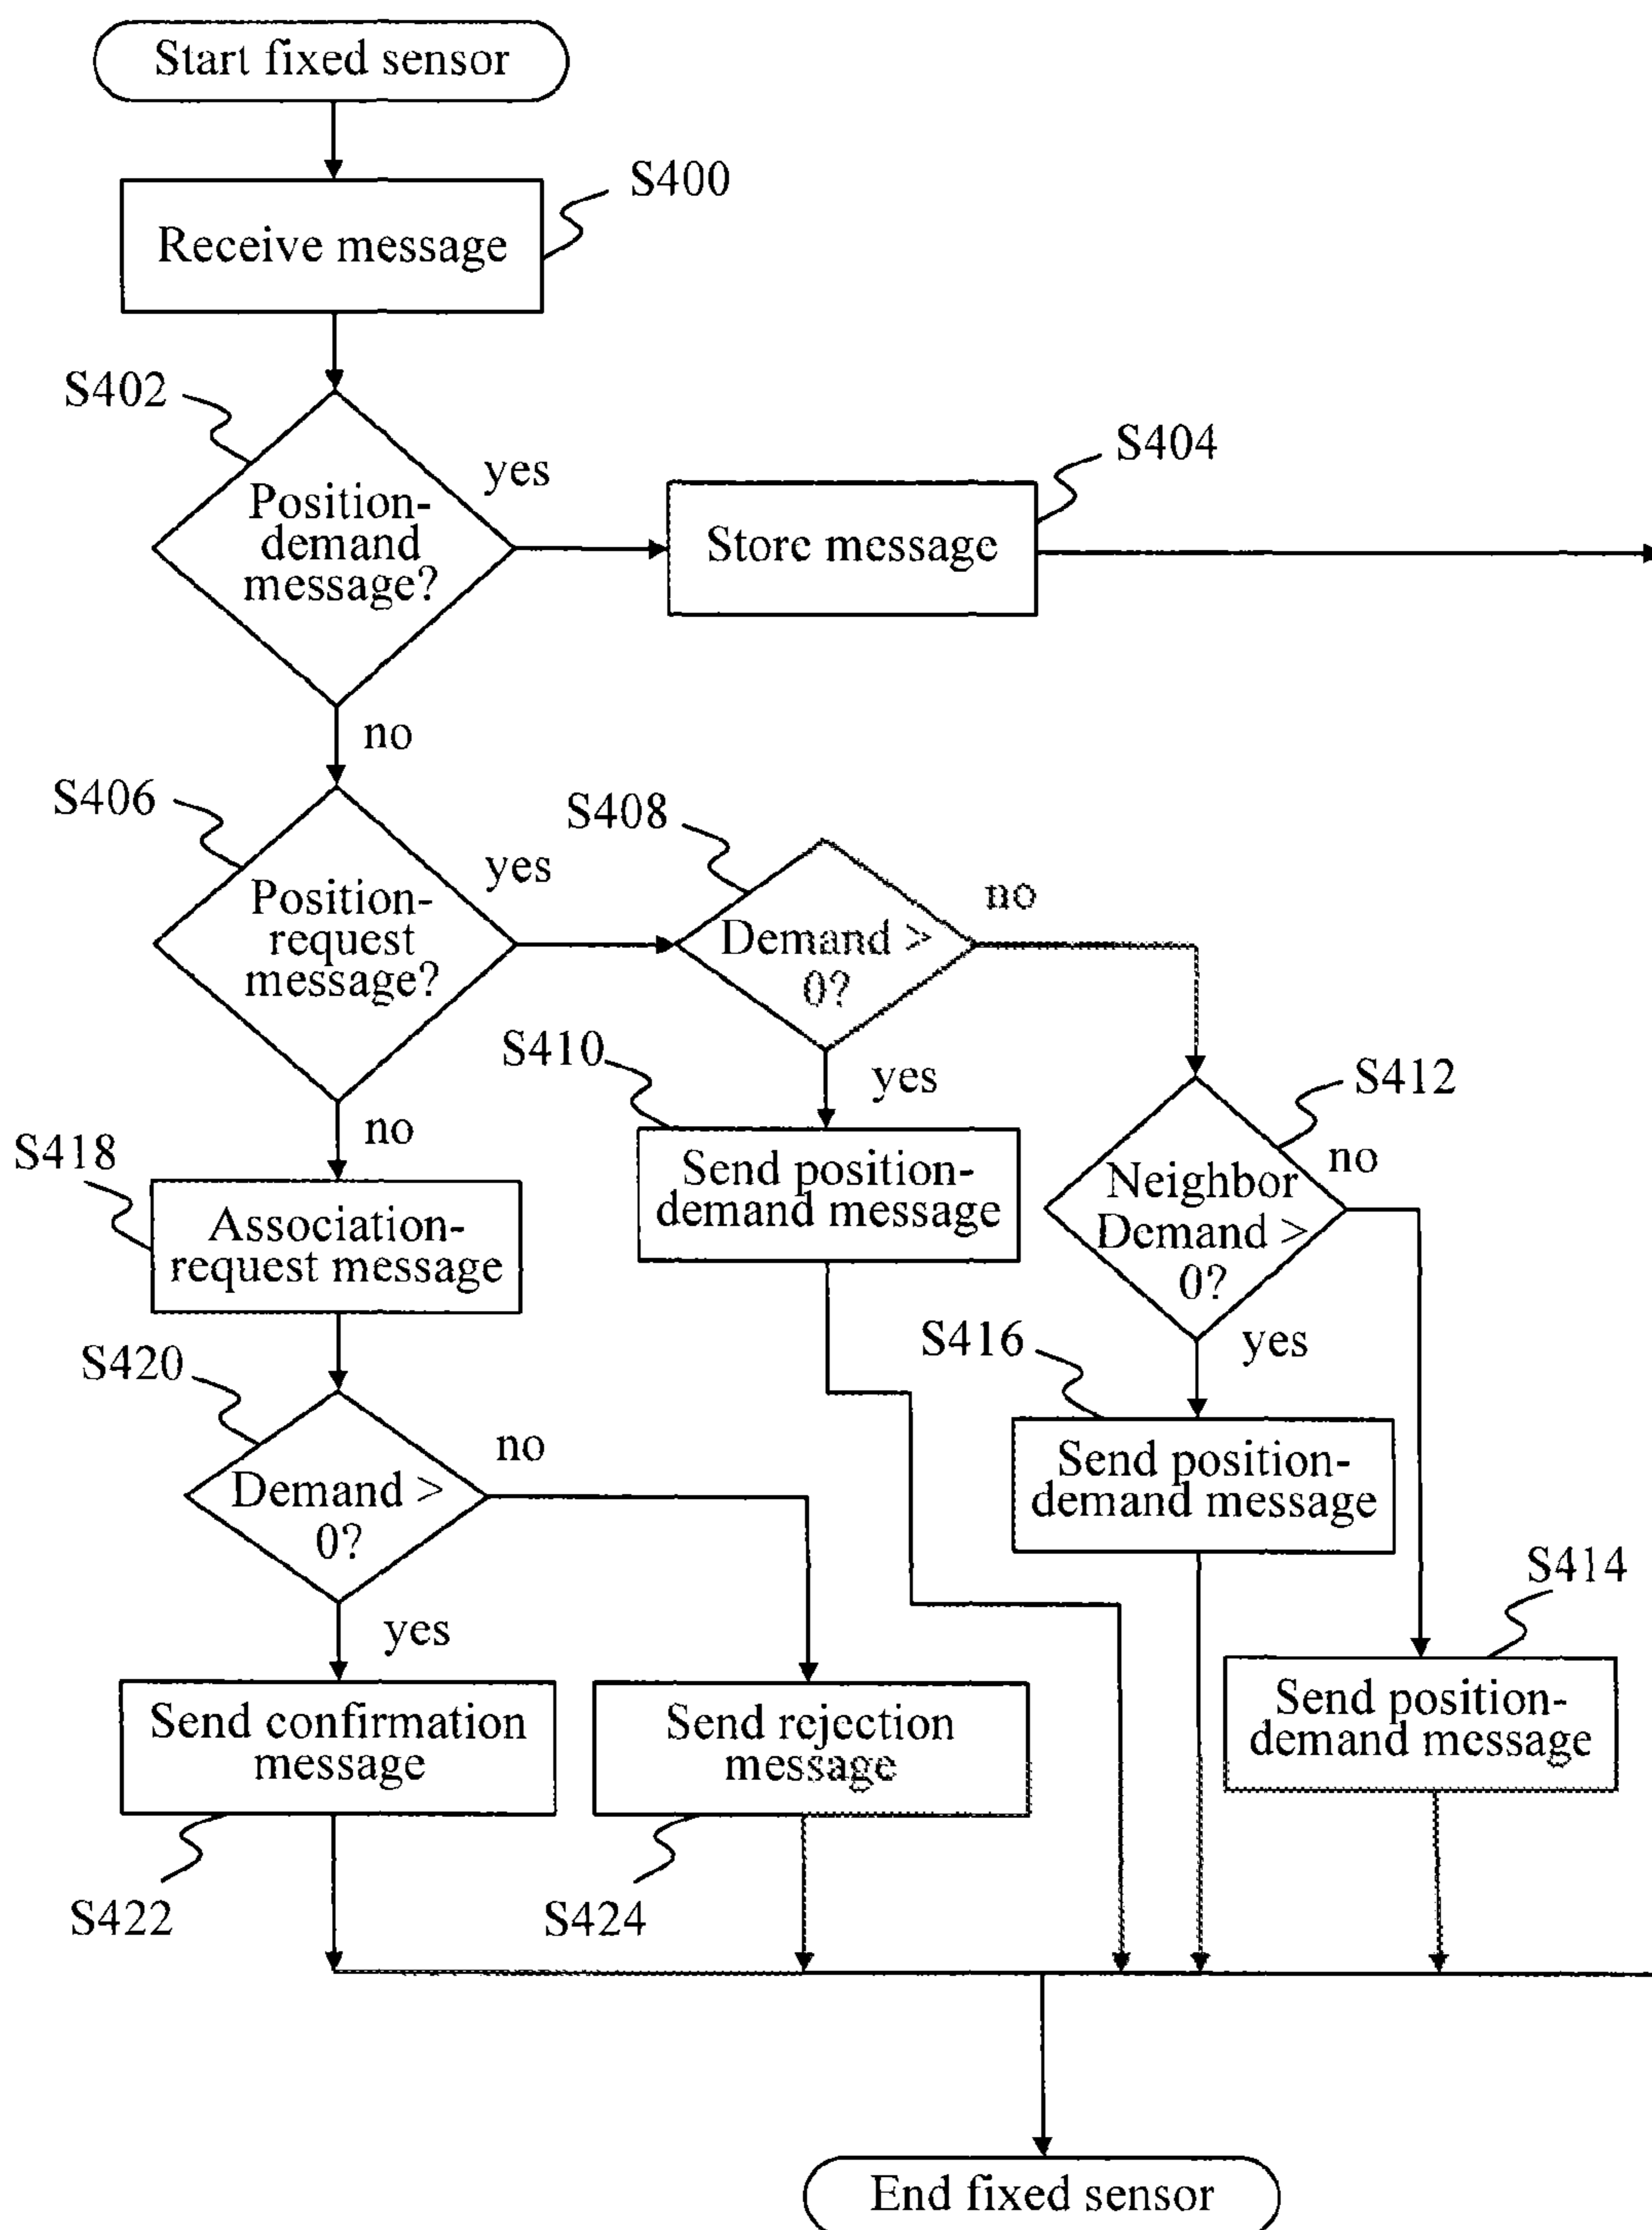 Start fixed sensor
S400
Receive message
S402
yes
S404
Position-
demand
message?
Store message
no
S406
S408
yes
no
Position-
request
message?
Demand >
0?
S410
yes
S412
no
S418
no
Send position-
demand message
Neighbor
Demand >
0?
Association-
request message
S416
yes
S420
no
Send position-
demand message
Demand >
0?
S414
yes
Send position-
demand message
Send confirmation
message
Send rejection
message
S422
S424
End fixed sensor